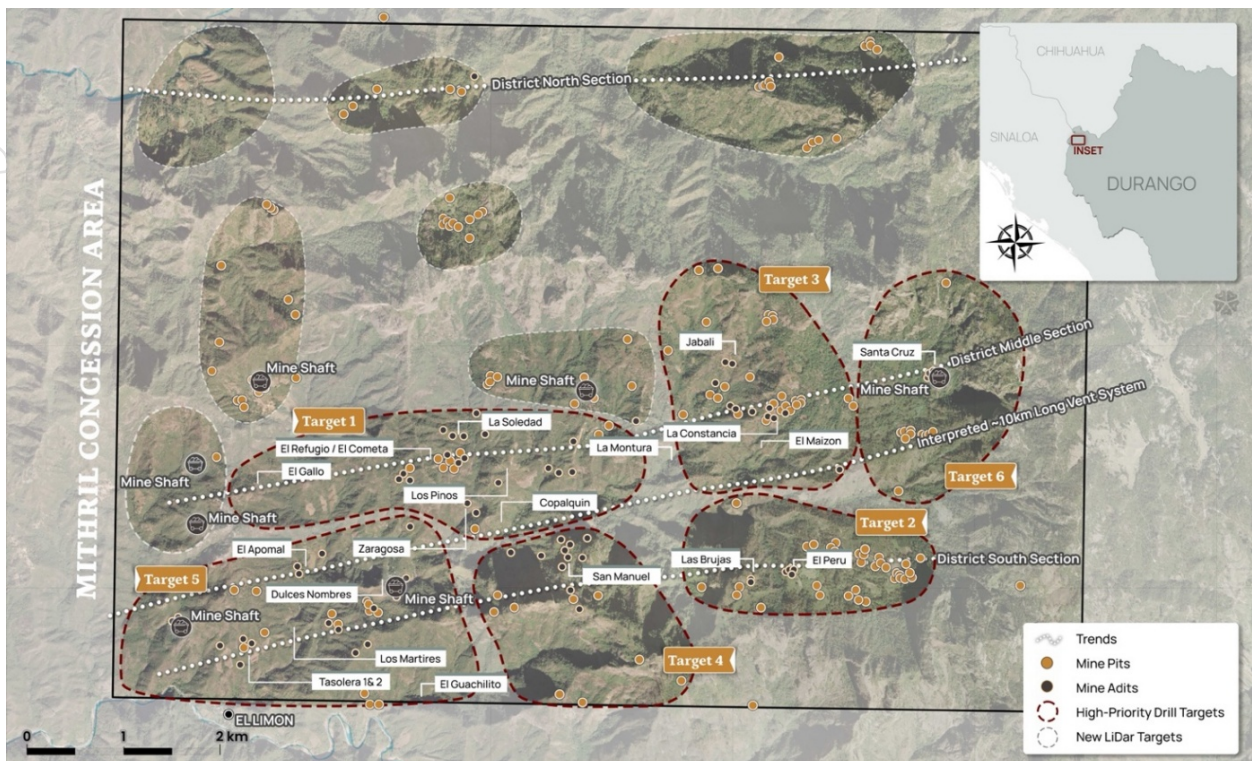 MITHRIL CONCESSION AREA
District North Section
CHIHUAHUA
SINALOA
INSET
DURANGO
Target 3
Jabali
Santa Cruz
District Middle Section
Mine Shaft
Mine Shaft
Mine Shaft
Target 1
La Soledad
La Constancia
El Maizon
Interpreted ~10km Long Vent System
El Refugio / El Cometa
La Montura
El Gallo
Mine Shaft
Los Pinos
Copalquin
Target 6
Mine Shaft
Target 2
El Apomal
Zaragosa
Las Brujas
El Peru
District South Section
Target 5
San Manuel
Dulces Nombres
Mine Shaft
Mine Shaft
Los Martires
Target 4
Tasolera 1& 2
El Guachilito
EL LIMON
0 1 2 km
Trends
Mine Pits
Mine Adits
High-Priority Drill Targets
New LiDar Targets